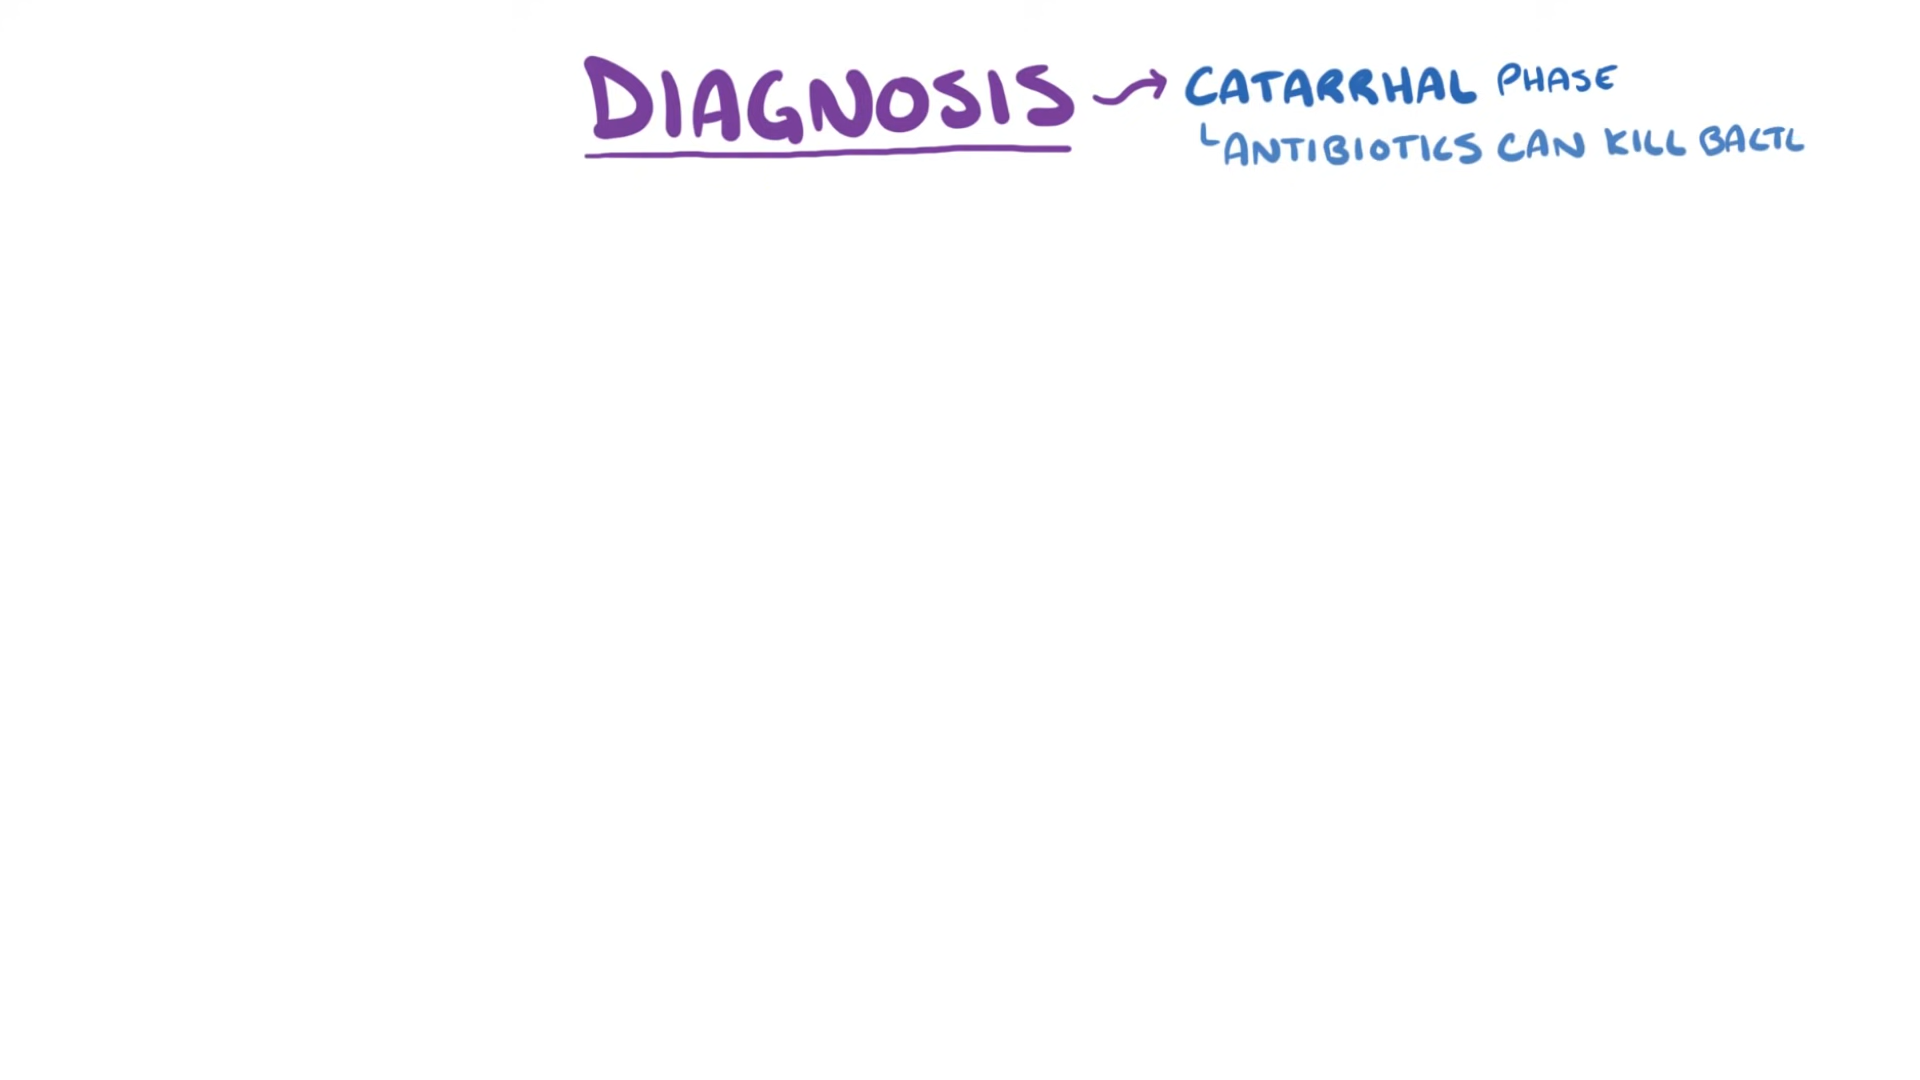 DIAGNOSIS → CATARRHAL PHASE
ANTIBIOTICS CAN KILL BACTL